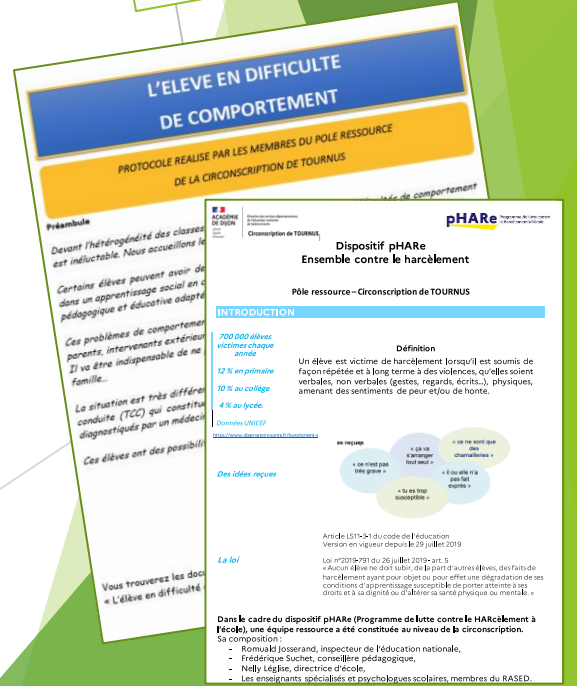 L'ELEVE EN DIFFICULTE
DE COMPORTEMENT
PROTOCOLE REALISE PAR LES MEMBRES DU POLE RESSOURCE
DE LA CIRCONSCRIPTION DE TOURNUS
de comportement
Préambule
Devant l'hétérogénéité des classes
est inéluctable. Nous accueillons le
Certains élèves peuvent avoir de
dans un apprentissage social en c
pédagogique et éducative adapté
Ces problèmes de comportemen
parents, intervenants extérieur
Il va être indispensable de ne
famille...
La situation est très différen
conduite (TCC) qui constitu
diagnostiqués par un médecin
Ces élèves ont des possibilit
Vous trouverez les docu
« L'élève en difficulté
ACADÉMIE
DE DIJON
Circonscription de TOURNUS
pHARe
Programme de lutte contre
le harcèlement à l'école
Dispositif pHARe
Ensemble contre le harcèlement
Pôle ressource – Circonscription de TOURNUS
INTRODUCTION
700 000 élèves
victimes chaque
année
12 % en primaire
10 % au collège
4 % au lycée.
Données UNICEF
Définition
Un élève est victime de harcèlement lorsqu'il est soumis de
façon répétée et à long terme à des violences, qu'elles soient
verbales, non verbales (gestes, regards, écrits...), physiques,
amenant des sentiments de peur et/ou de honte.
Des idées reçues
es reçues
« ça va
s'arranger
tout seul »
« ce ne sont que
des
chamailleries »
« ce n'est pas
très grave »
« il ou elle n'a
pas fait
exprès »
« tu es trop
susceptible »
La loi
Article L511-3-1 du code de l'éducation
Version en vigueur depuis le 29 juillet 2019
Loi n°2019-791 du 26 juillet 2019 - art. 5
« Aucun élève ne doit subir, de la part d'autres élèves, des faits de
harcèlement ayant pour objet ou pour effet une dégradation de ses
conditions d'apprentissage susceptible de porter atteinte à ses
droits et à sa dignité ou d'altérer sa santé physique ou mentale. »
Dans le cadre du dispositif pHARe (Programme de lutte contre le HARcèlement à
l'école), une équipe ressource a été constituée au niveau de la circonscription.
Sa composition :
- Romuald Josserand, inspecteur de l'éducation nationale,
- Frédérique Suchet, conseillère pédagogique,
- Nelly Léglise, directrice d'école,
- Les enseignants spécialisés et psychologues scolaires, membres du RASED.